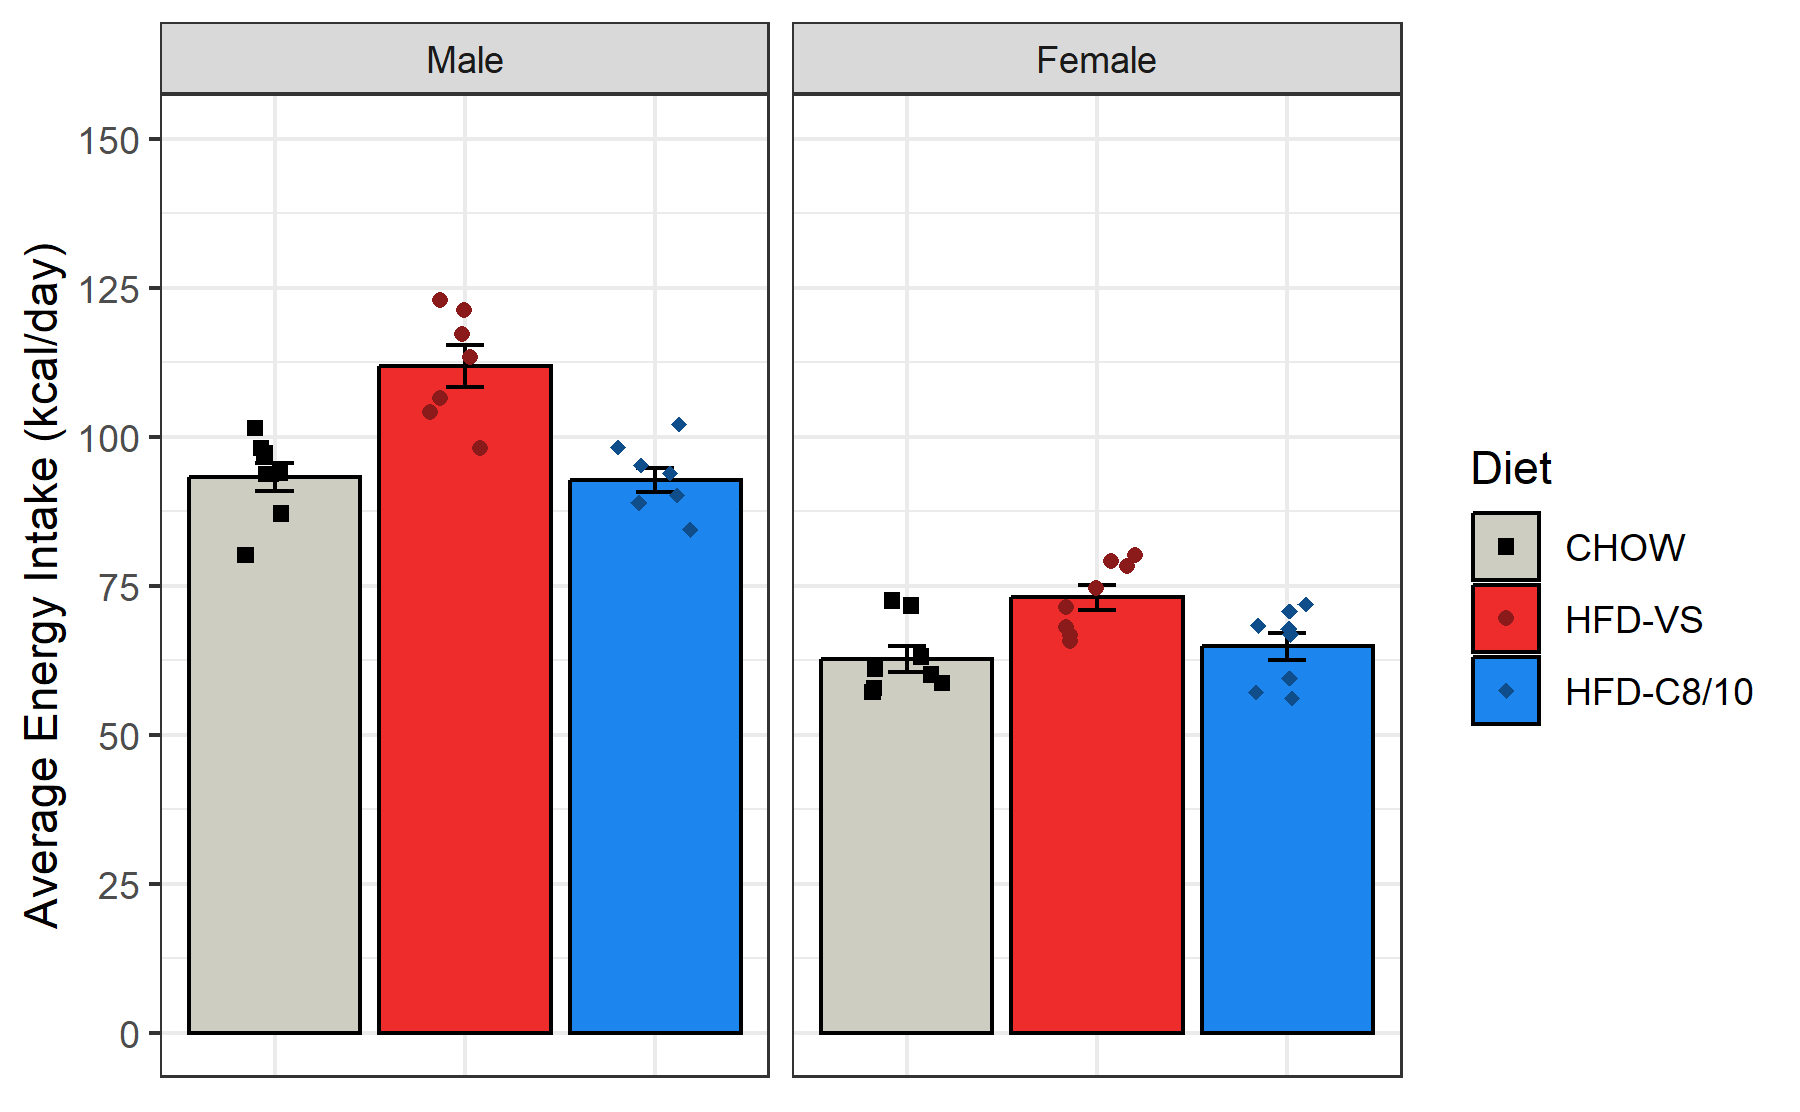 Male
Female
Average Energy Intake (kcal/day)
150
125
100
75
50
25
0
Diet
CHOW
HFD-VS
HFD-C8/10